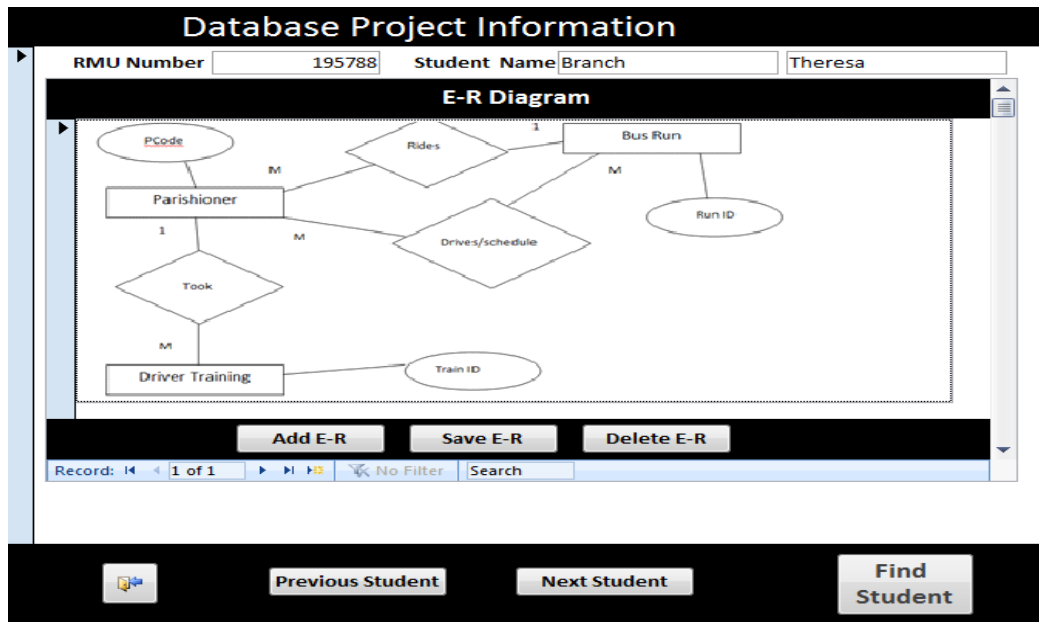 Database Project Information
RMU Number 195788 Student Name Branch Theresa
E-R Diagram
PCode
Rides
1
Bus Run
M
M
Parishioner
Run ID
1
M
Drives/schedule
Took
M
Driver Training
Train ID
Add E-R Save E-R Delete E-R
Record: 1 of 1 No Filter Search
Previous Student Next Student Find
Student